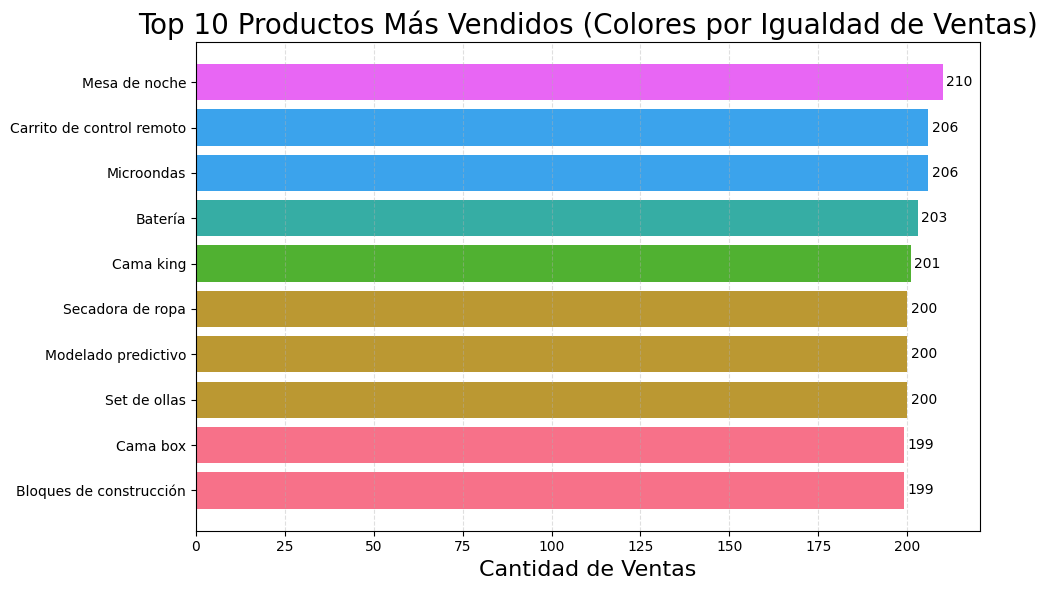 Top 10 Productos Más Vendidos (Colores por Igualdad de Ventas)
Mesa de noche 210
Carrito de control remoto 206
Microondas 206
Batería 203
Cama king 201
Secadora de ropa 200
Modelado predictivo 200
Set de ollas 200
Cama box 199
Bloques de construcción 199
0 25 50 75 100 125 150 175 200
Cantidad de Ventas